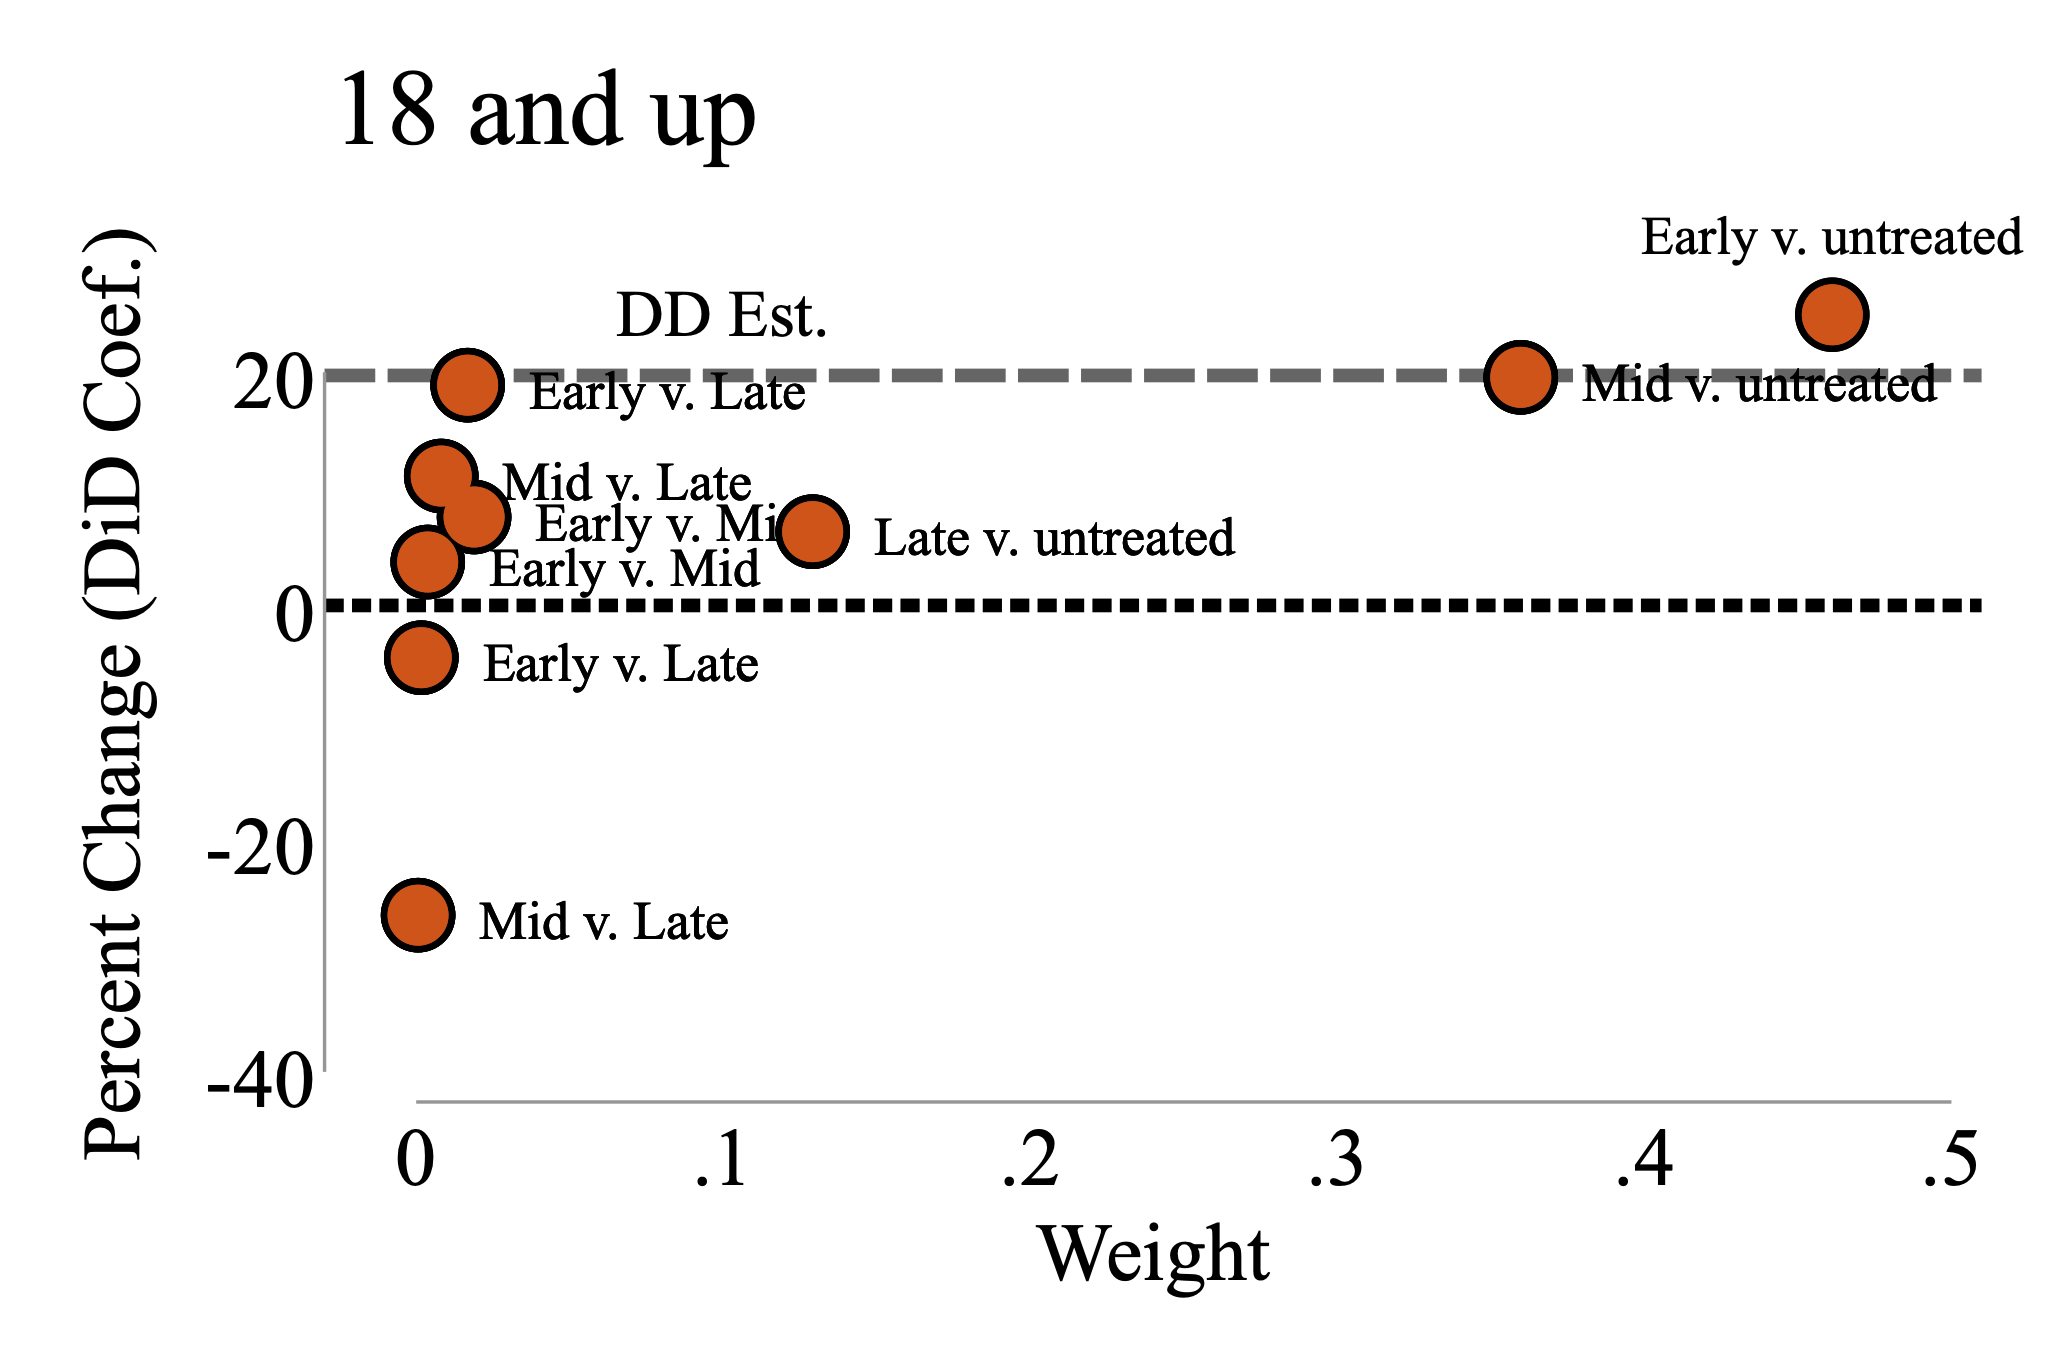 18 and up
Early v. untreated
DD Est.
Early v. Late
Mid v. untreated
Mid v. Late
Early v. Mi
Late v. untreated
Early v. Mid
Early v. Late
Mid v. Late
Percent Change (DiD Coef.)
20
0
-20
-40
0 .1 .2 .3 .4 .5
Weight